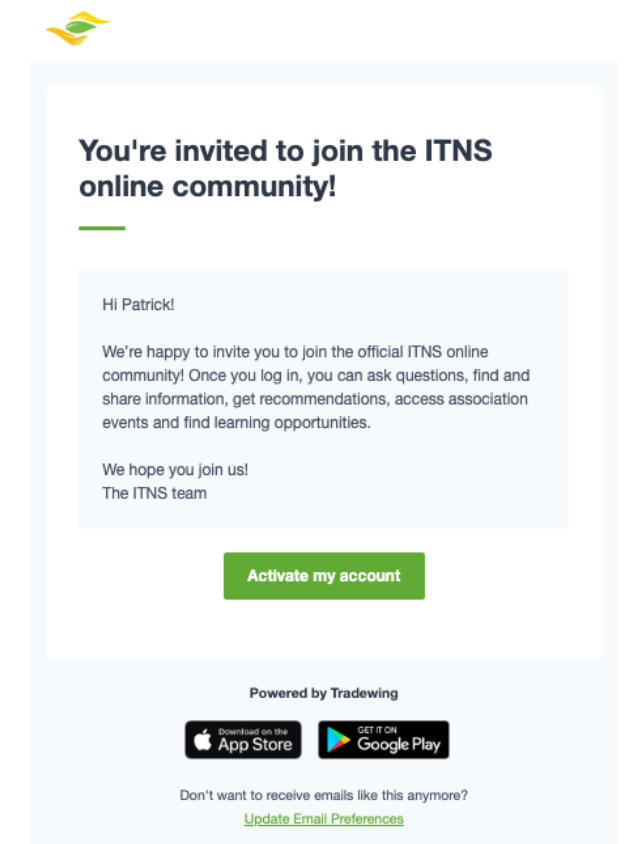 You're invited to join the ITNS
online community!
Hi Patrick!
We're happy to invite you to join the official ITNS online
community! Once you log in, you can ask questions, find and
share information, get recommendations, access association
events and find learning opportunities.
We hope you join us!
The ITNS team
Activate my account
Powered by Tradewing
Download on the
App Store
GET IT ON
Google Play
Don't want to receive emails like this anymore?
Update Email Preferences